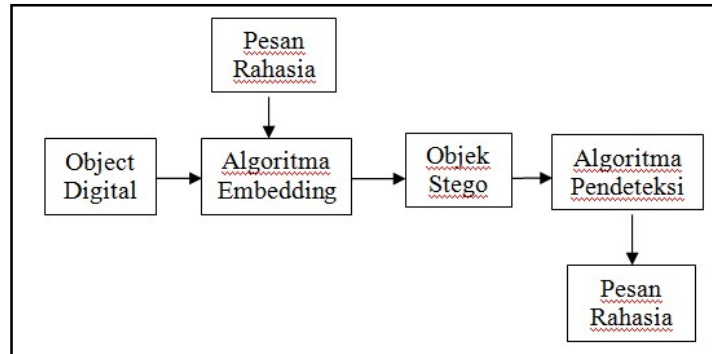 Pesan
Rahasia
Object
Digital
Algoritma
Embedding
Objek
Stego
Algoritma
Pendeteksi
Pesan
Rahasia